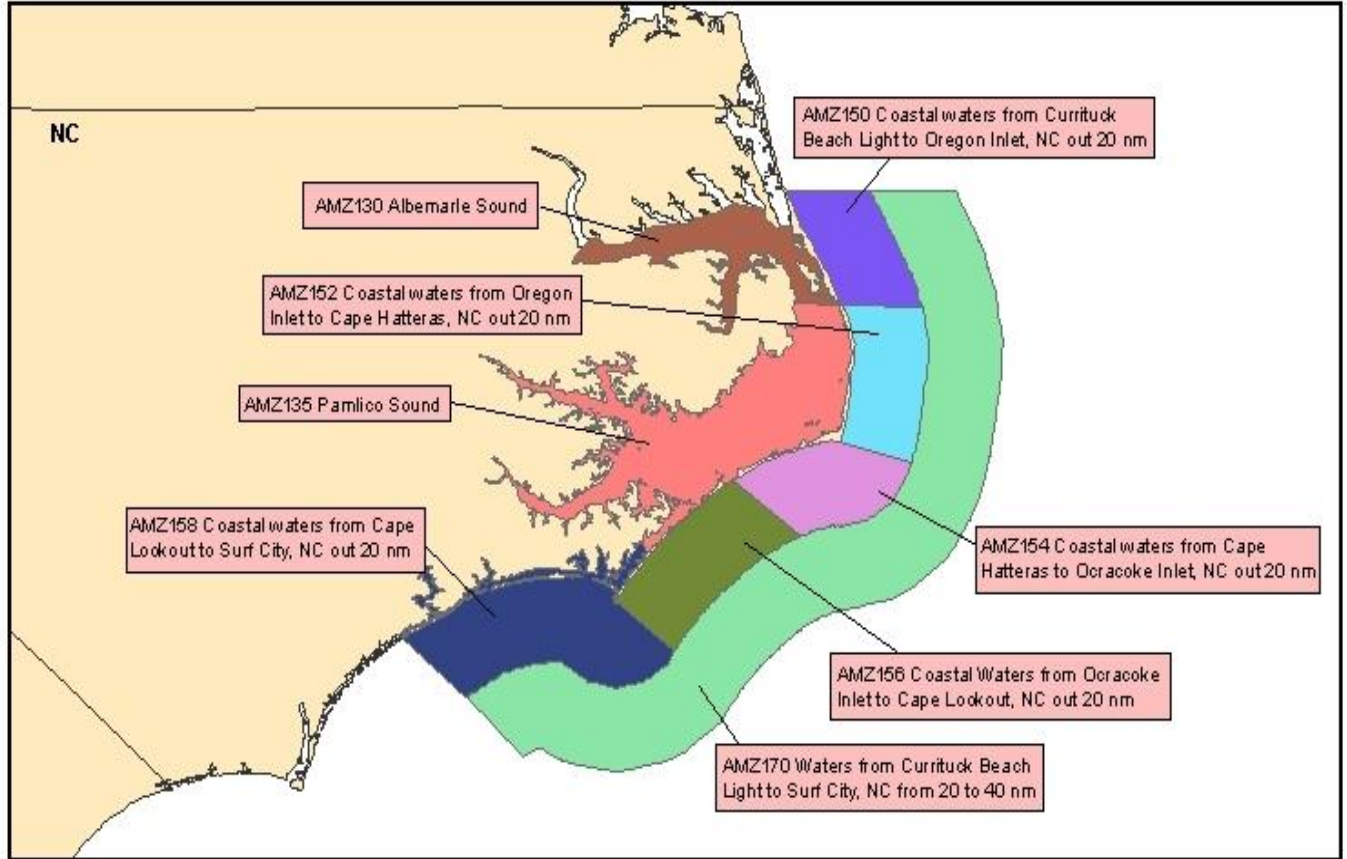 NC
AMZ150 Coastal waters from Currituck
Beach Light to Oregon Inlet, NC out 20 nm
AMZ130 Albemarle Sound
AMZ152 Coastal waters from Oregon
Inlet to Cape Hatteras, NC out 20 nm
AMZ135 Pamlico Sound
AMZ158 Coastal waters from Cape
Lookout to Surf City, NC out 20 nm
AMZ154 Coastal waters from Cape
Hatteras to Ocracoke Inlet, NC out 20 nm
AMZ156 Coastal Waters from Ocracoke
Inlet to Cape Lookout, NC out 20 nm
AMZ170 Waters from Currituck Beach
Light to Surf City, NC from 20 to 40 nm